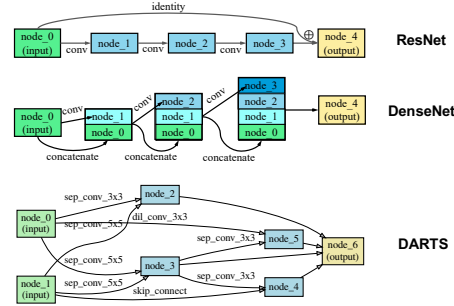 identity
node_0
(input)
node_1
node_2
node_3
node_4
(output)
conv
conv
conv
ResNet
node_0
(input)
conv
node_1
node_0
conv
node_2
node_1
node_0
conv
node_3
node_2
node_1
node_0
node_4
(output)
concatenate
concatenate
concatenate
DenseNet
node_0
(input)
node_1
(input)
sep_conv_3x3
dil_conv_3x3
sep_conv_5x5
sep_conv_5x5
sep_conv_5x5
skip_connect
sep_conv_3x3
sep_conv_3x3
node_2
node_3
node_5
node_4
node_6
(output)
DARTS